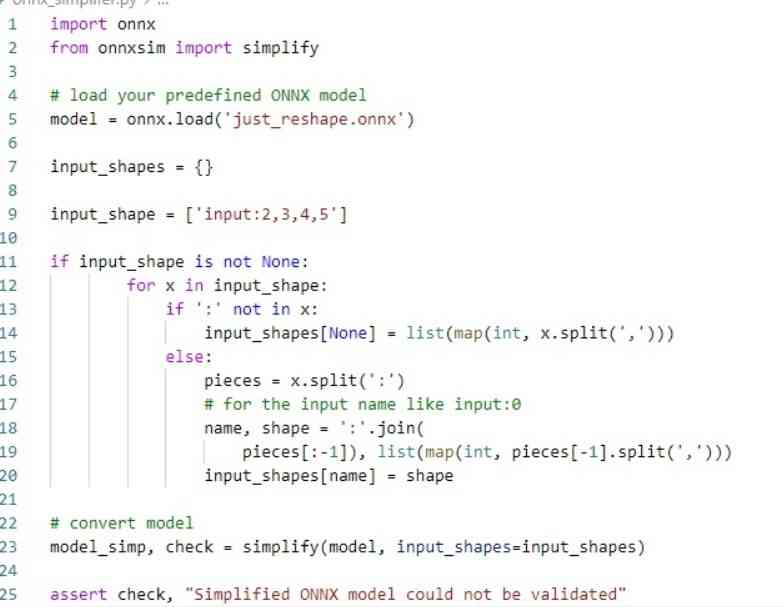 onnx_simplifier.py > ...
1 import onnx
2 from onnxsim import simplify
3
4 # load your predefined ONNX model
5 model = onnx.load('just_reshape.onnx')
6
7 input_shapes = {}
8
9 input_shape = ['input:2,3,4,5']
10
11 if input_shape is not None:
12         for x in input_shape:
13             if ':' not in x:
14                 input_shapes[None] = list(map(int, x.split(',')))
15             else:
16                 pieces = x.split(':')
17                 # for the input name like input:0
18                 name, shape = ':'.join(
19                     pieces[:-1]), list(map(int, pieces[-1].split(',')))
20                 input_shapes[name] = shape
21
22 # convert model
23 model_simp, check = simplify(model, input_shapes=input_shapes)
24
25 assert check, "Simplified ONNX model could not be validated"